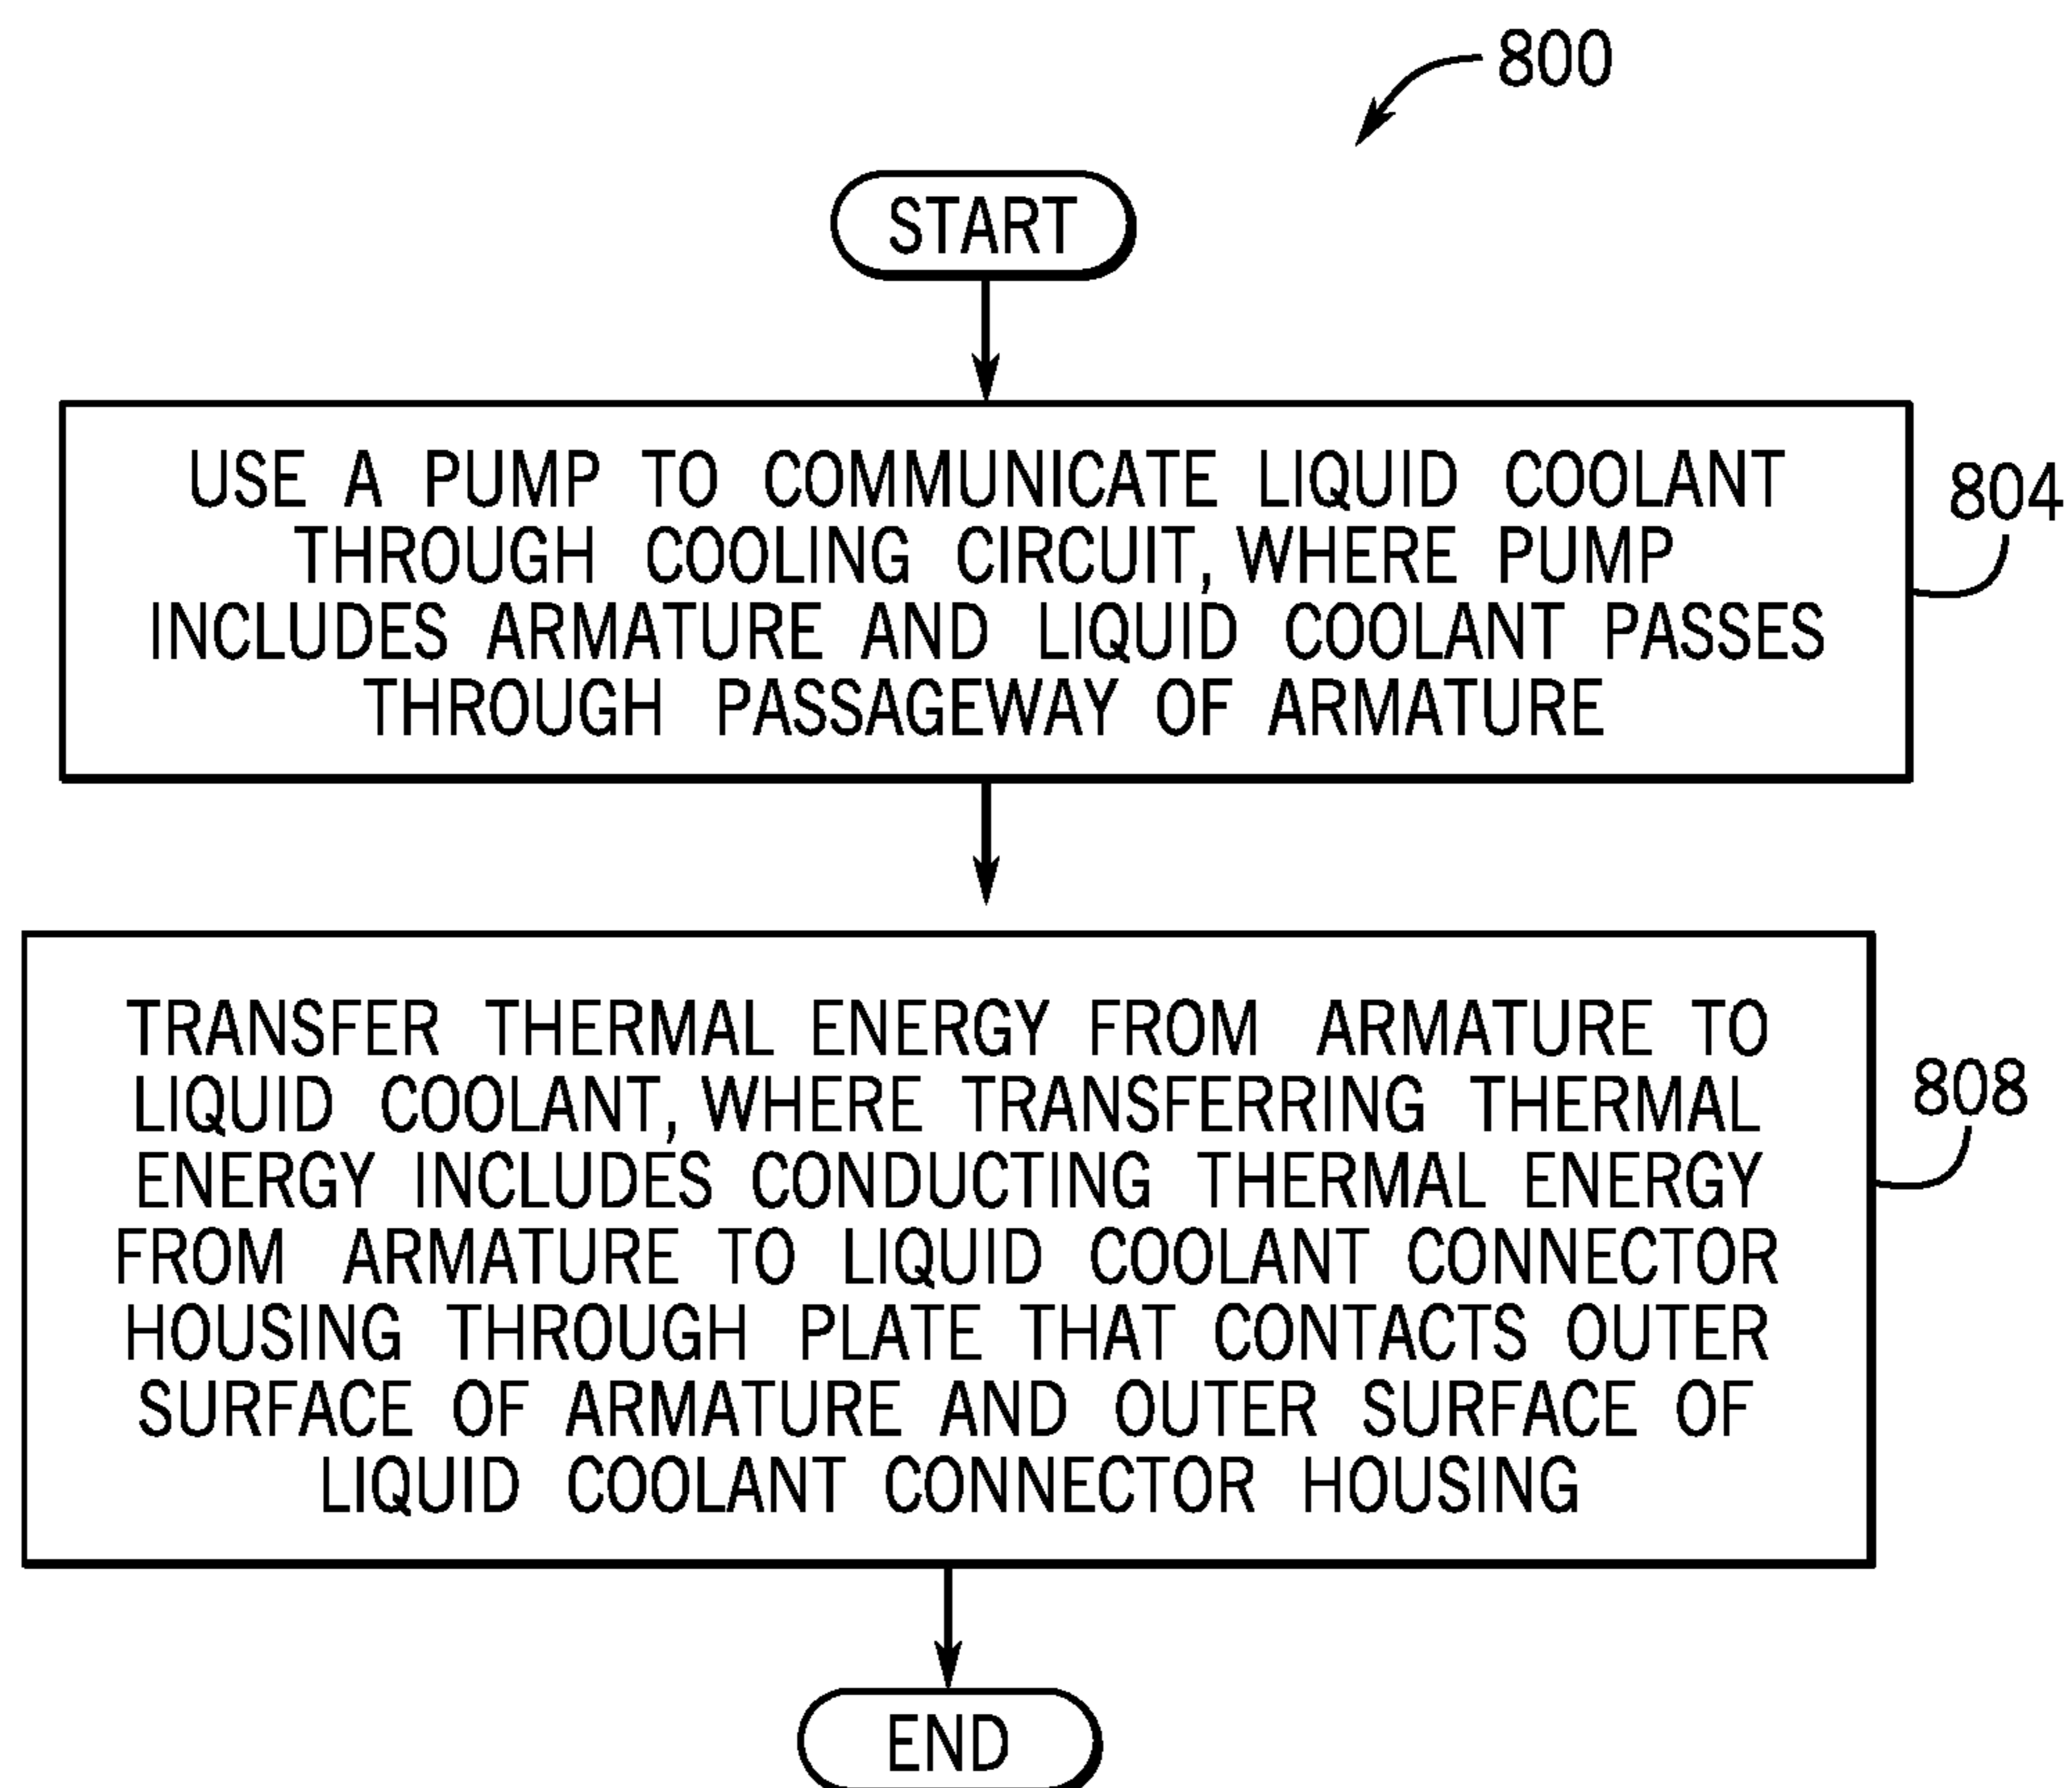 800
START
USE A PUMP TO COMMUNICATE LIQUID COOLANT
THROUGH COOLING CIRCUIT, WHERE PUMP
INCLUDES ARMATURE AND LIQUID COOLANT PASSES
THROUGH PASSAGEWAY OF ARMATURE
804
TRANSFER THERMAL ENERGY FROM ARMATURE TO
LIQUID COOLANT, WHERE TRANSFERRING THERMAL
ENERGY INCLUDES CONDUCTING THERMAL ENERGY
FROM ARMATURE TO LIQUID COOLANT CONNECTOR
HOUSING THROUGH PLATE THAT CONTACTS OUTER
SURFACE OF ARMATURE AND OUTER SURFACE OF
LIQUID COOLANT CONNECTOR HOUSING
808
END